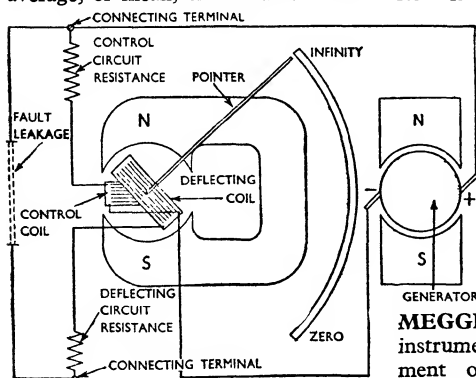 CONNECTING TERMINAL
CONTROL
CIRCUIT
RESISTANCE
INFINITY
POINTER
FAULT
LEAKAGE
N
N
DEFLECTING
COIL
-
+
CONTROL
COIL
S
S
DEFLECTING
CIRCUIT
RESISTANCE
ZERO
GENERATOR
CONNECTING TERMINAL
MEGG
instrume
ment o